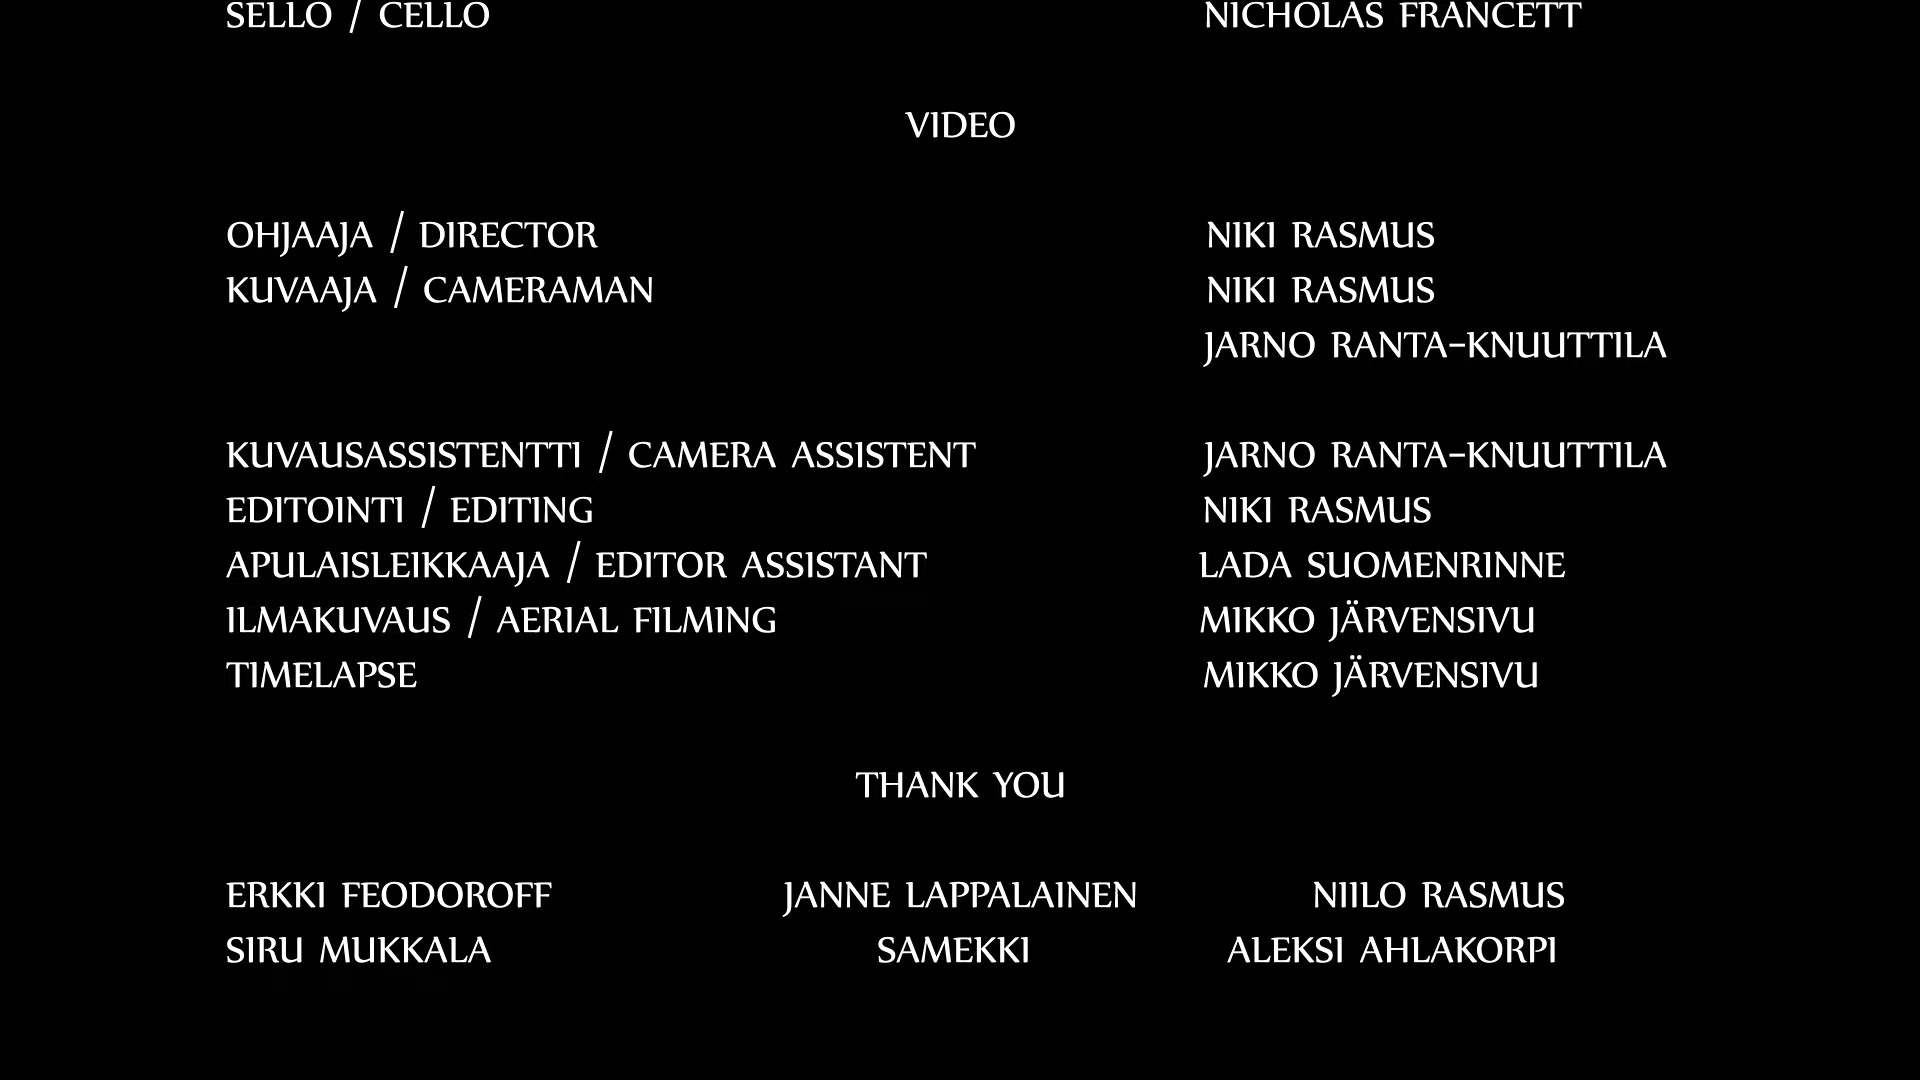 SELLO / CELLO NICHOLAS FRANCETT
VIDEO
OHJAAJA / DIRECTOR NIKI RASMUS
KUVAAJA / CAMERAMAN NIKI RASMUS
JARNO RANTA-KNUUTTILA
KUVAUSASSISTENTTI / CAMERA ASSISTENT JARNO RANTA-KNUUTTILA
EDITOINTI / EDITING NIKI RASMUS
APULAISLEIKKAAJA / EDITOR ASSISTANT LADA SUOMENRINNE
ILMAKUVAUS / AERIAL FILMING MIKKO JÄRVENSIVU
TIMELAPSE MIKKO JÄRVENSIVU
THANK YOU
ERKKI FEODOROFF JANNE LAPPALAINEN NIILO RASMUS
SIRU MUKKALA SAMEKKI ALEKSI AHLAKORPI